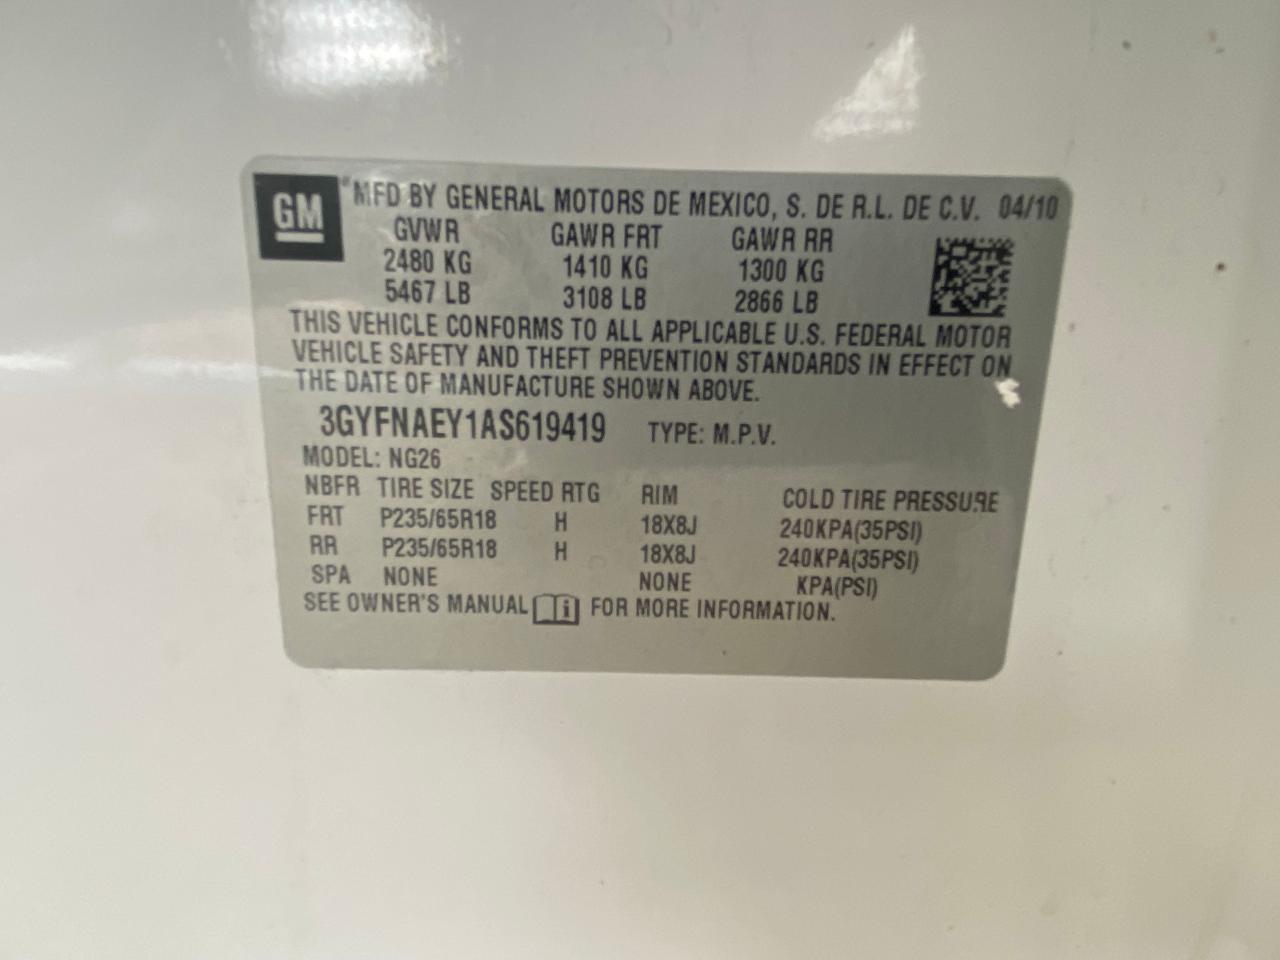 GM
MFD BY GENERAL MOTORS DE MEXICO, S. DE R.L. DE C.V. 04/10
GVWR GAWR FRT GAWR RR
2480 KG 1410 KG 1300 KG
5467 LB 3108 LB 2866 LB
THIS VEHICLE CONFORMS TO ALL APPLICABLE U.S. FEDERAL MOTOR
VEHICLE SAFETY AND THEFT PREVENTION STANDARDS IN EFFECT ON
THE DATE OF MANUFACTURE SHOWN ABOVE.
3GYFNAEY1AS619419 TYPE: M.P.V.
MODEL: NG26
NBFR TIRE SIZE SPEED RTG RIM COLD TIRE PRESSURE
FRT P235/65R18 H 18X8J 240KPA(35PSI)
RR P235/65R18 H 18X8J 240KPA(35PSI)
SPA NONE NONE KPA(PSI)
SEE OWNER'S MANUAL i FOR MORE INFORMATION.